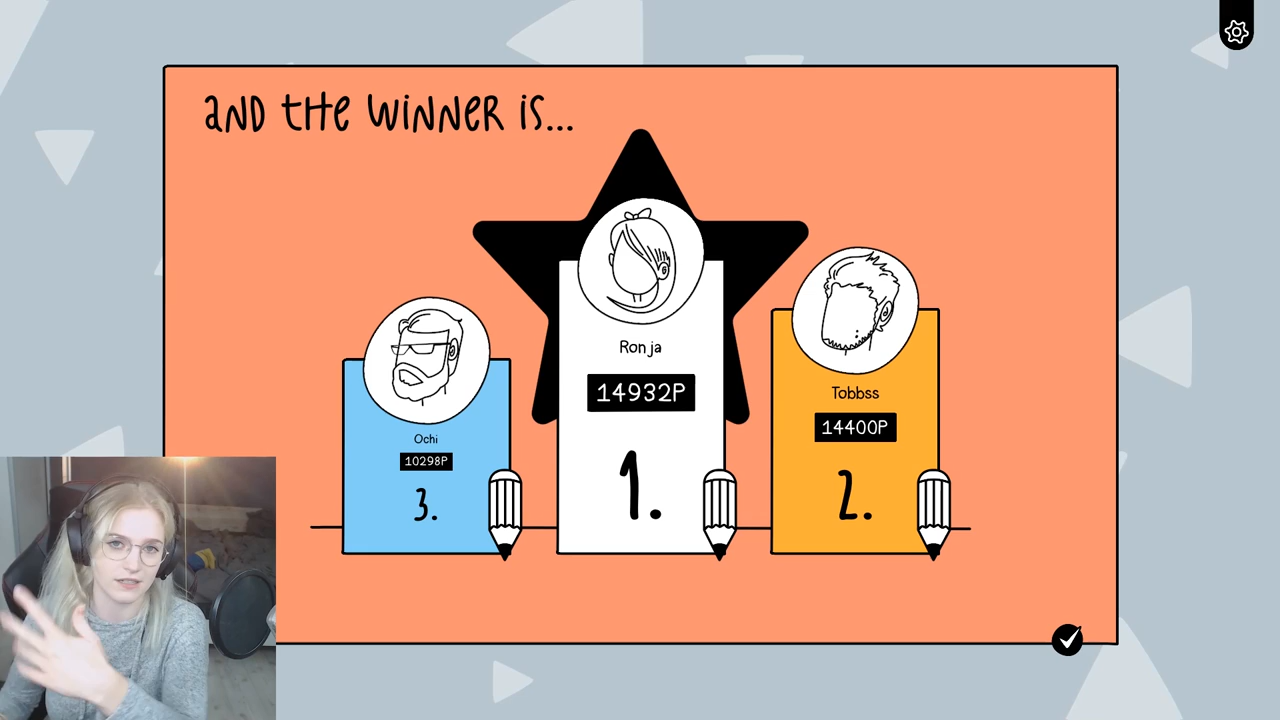 and the winner is...
Ronja
14932P
1.
Tobbss
14400P
2.
Ochi
10298P
3.